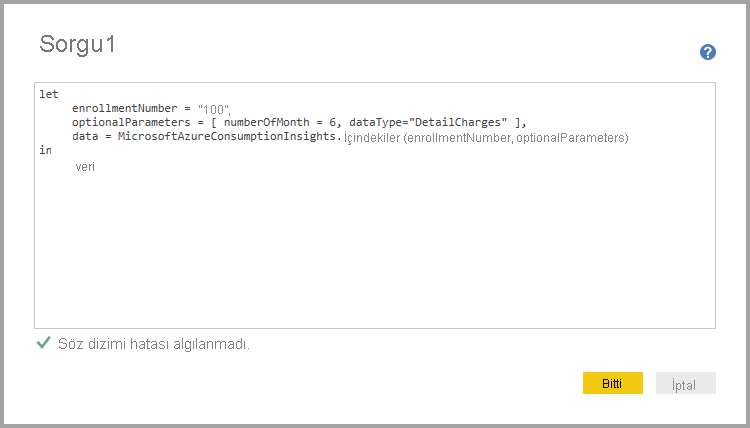 Sorgu1
?
let
enrollmentNumber = "100",
optionalParameters = [ numberOfMonth = 6, dataType="DetailCharges" ],
data = MicrosoftAzureConsumptionInsights.İçindekiler (enrollmentNumber, optionalParameters)
in
veri
Söz dizimi hatası algılanmadı.
Bitti
İptal